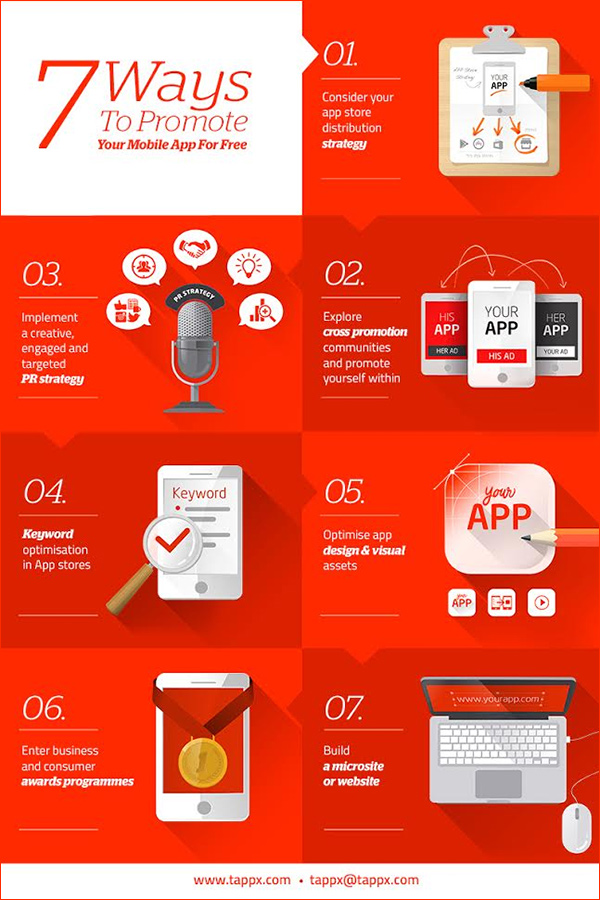 7 Ways
To Promote
Your Mobile App For Free
01.
Consider your
app store
distribution
strategy
YOUR
APP
02.
Explore
cross promotion
communities
and promote
yourself within
HIS
APP
HER AD
YOUR
APP
HIS AD
HER
APP
YOUR AD
03.
Implement
a creative,
engaged and
targeted
PR strategy
PR STRATEGY
04.
Keyword
optimisation
in App stores
Keyword
05.
Optimise app
design & visual
assets
your
APP
your
APP
06.
Enter business
and consumer
awards programmes
1
07.
Build
a microsite
or website
www.yourapp.com
www.tappx.com • tappx@tappx.com